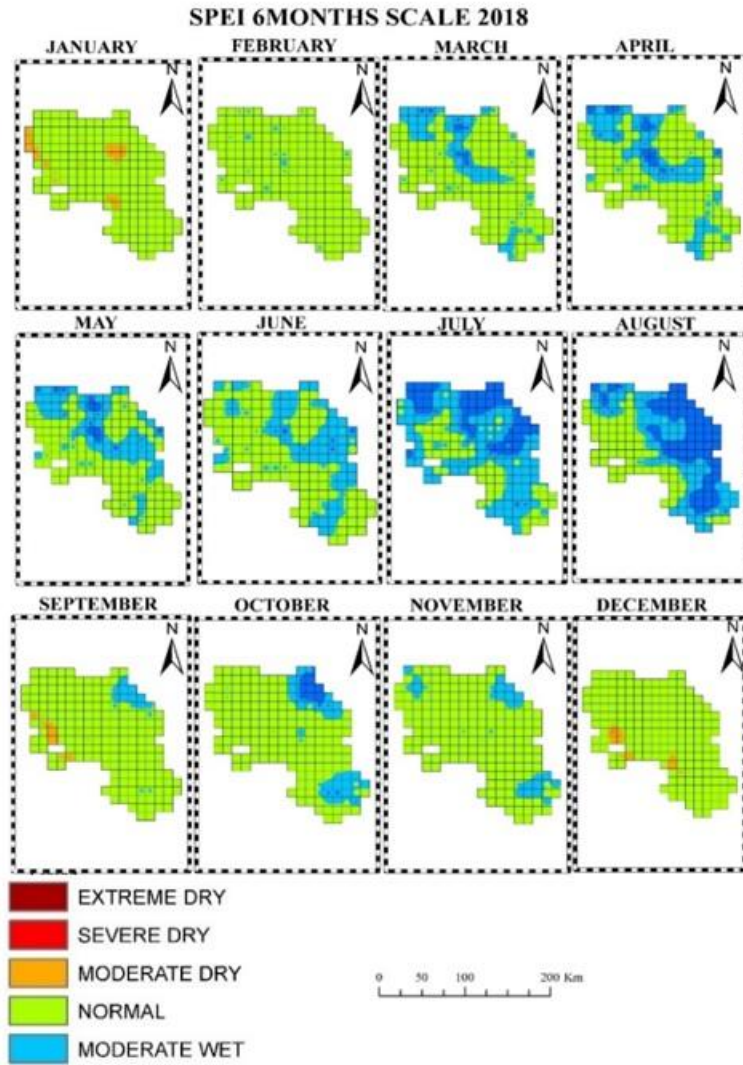 SPEI 6MONTHS SCALE 2018
JANUARY FEBRUARY MARCH APRIL
N N N N
MAY JUNE JULY AUGUST
N N N N
SEPTEMBER OCTOBER NOVEMBER DECEMBER
N N N N
EXTREME DRY
SEVERE DRY
MODERATE DRY
0 50 100 200 Km
NORMAL
MODERATE WET